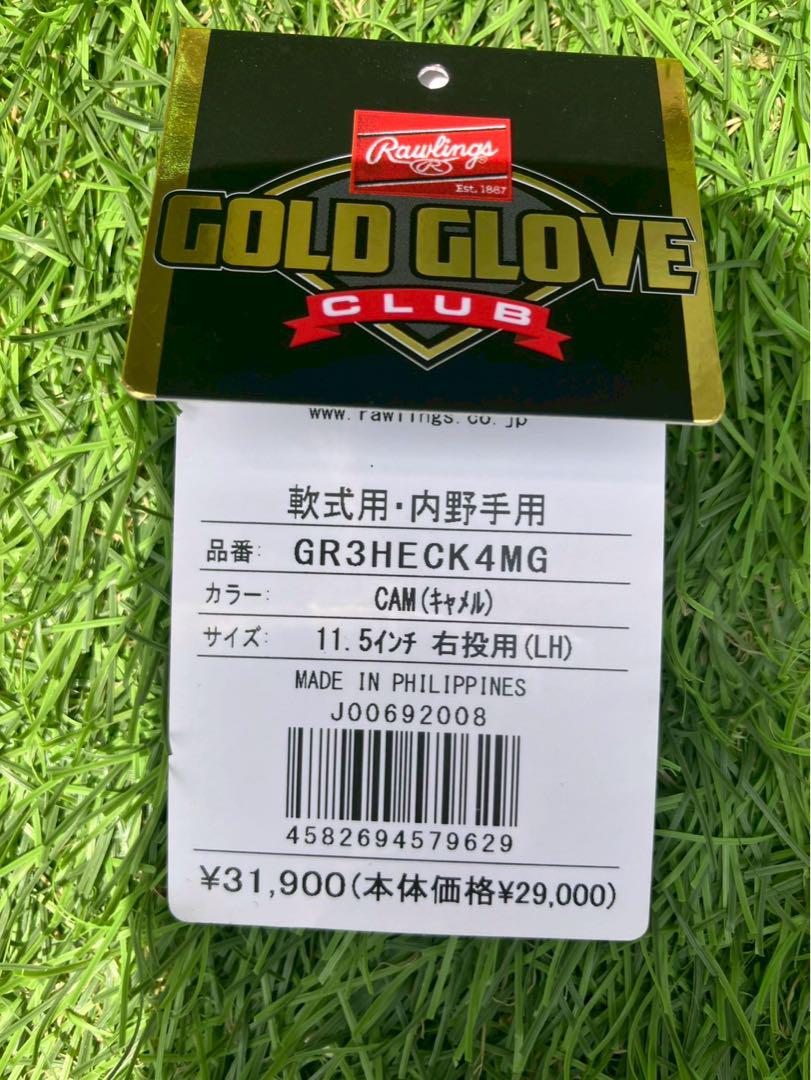 Rawlings
R
Est. 1887
GOLD GLOVE
CLUB
www.rawlings.co.jp
軟式用・内野手用
品番: GR3HECK4MG
カラー: CAM(ｷｬﾒﾙ)
サイズ: 11.5ｲﾝﾁ 右投用(LH)
MADE IN PHILIPPINES
J00692008
4582694579629
¥31,900(本体価格¥29,000)